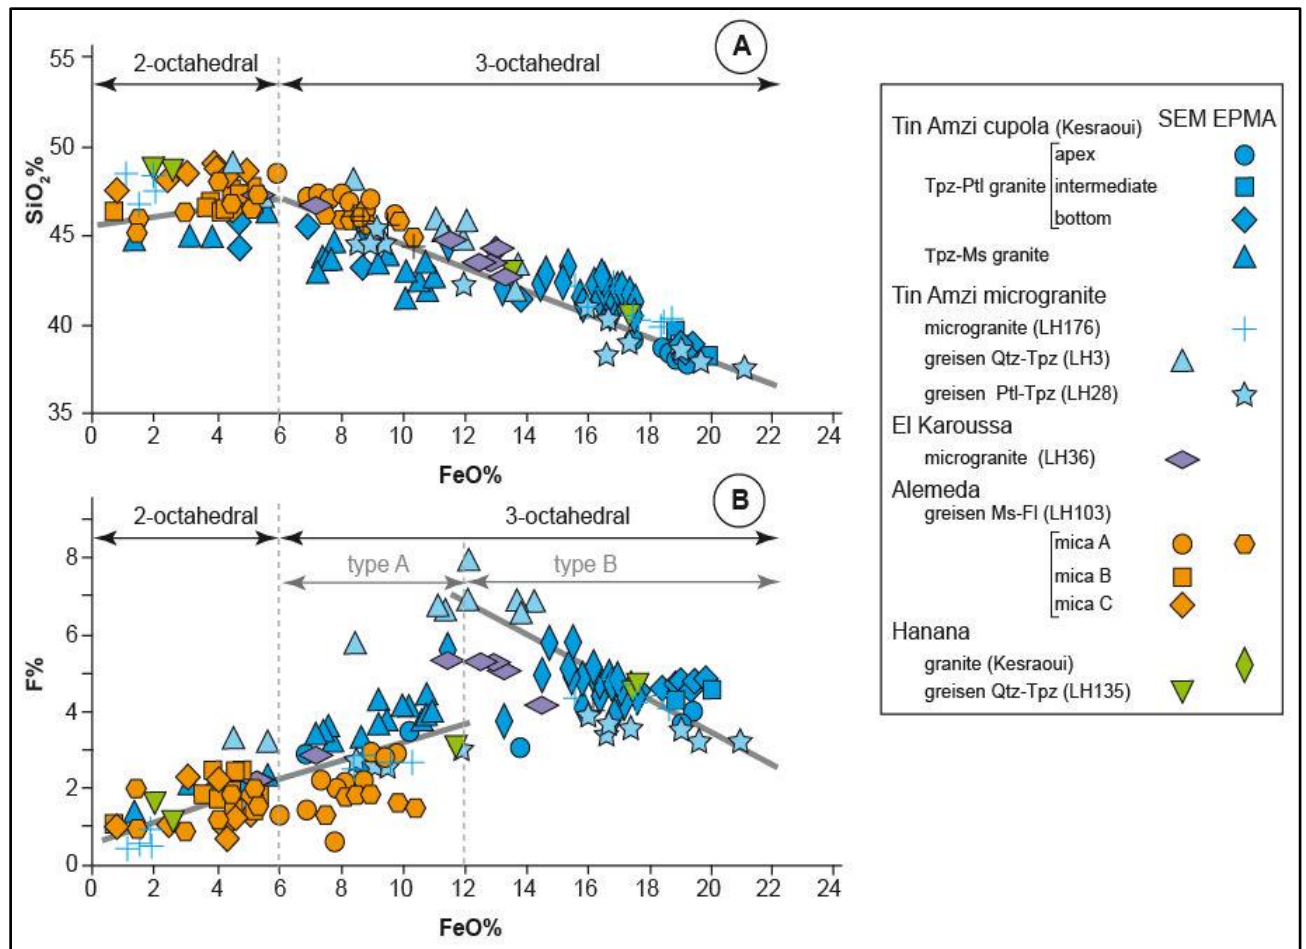 A
2-octahedral
3-octahedral
SiO2%
55
50
45
40
35
0 2 4 6 8 10 12 14 16 18 20 22 24
FeO%
B
2-octahedral
3-octahedral
type A
type B
F%
8
6
4
2
0
0 2 4 6 8 10 12 14 16 18 20 22 24
FeO%
SEM EPMA
Tin Amzi cupola (Kesraoui)
apex
Tpz-Ptl granite intermediate
bottom
Tpz-Ms granite
Tin Amzi microgranite
microgranite (LH176)
greisen Qtz-Tpz (LH3)
greisen Ptl-Tpz (LH28)
El Karoussa
microgranite (LH36)
Alemeda
greisen Ms-Fl (LH103)
mica A
mica B
mica C
Hanana
granite (Kesraoui)
greisen Qtz-Tpz (LH135)